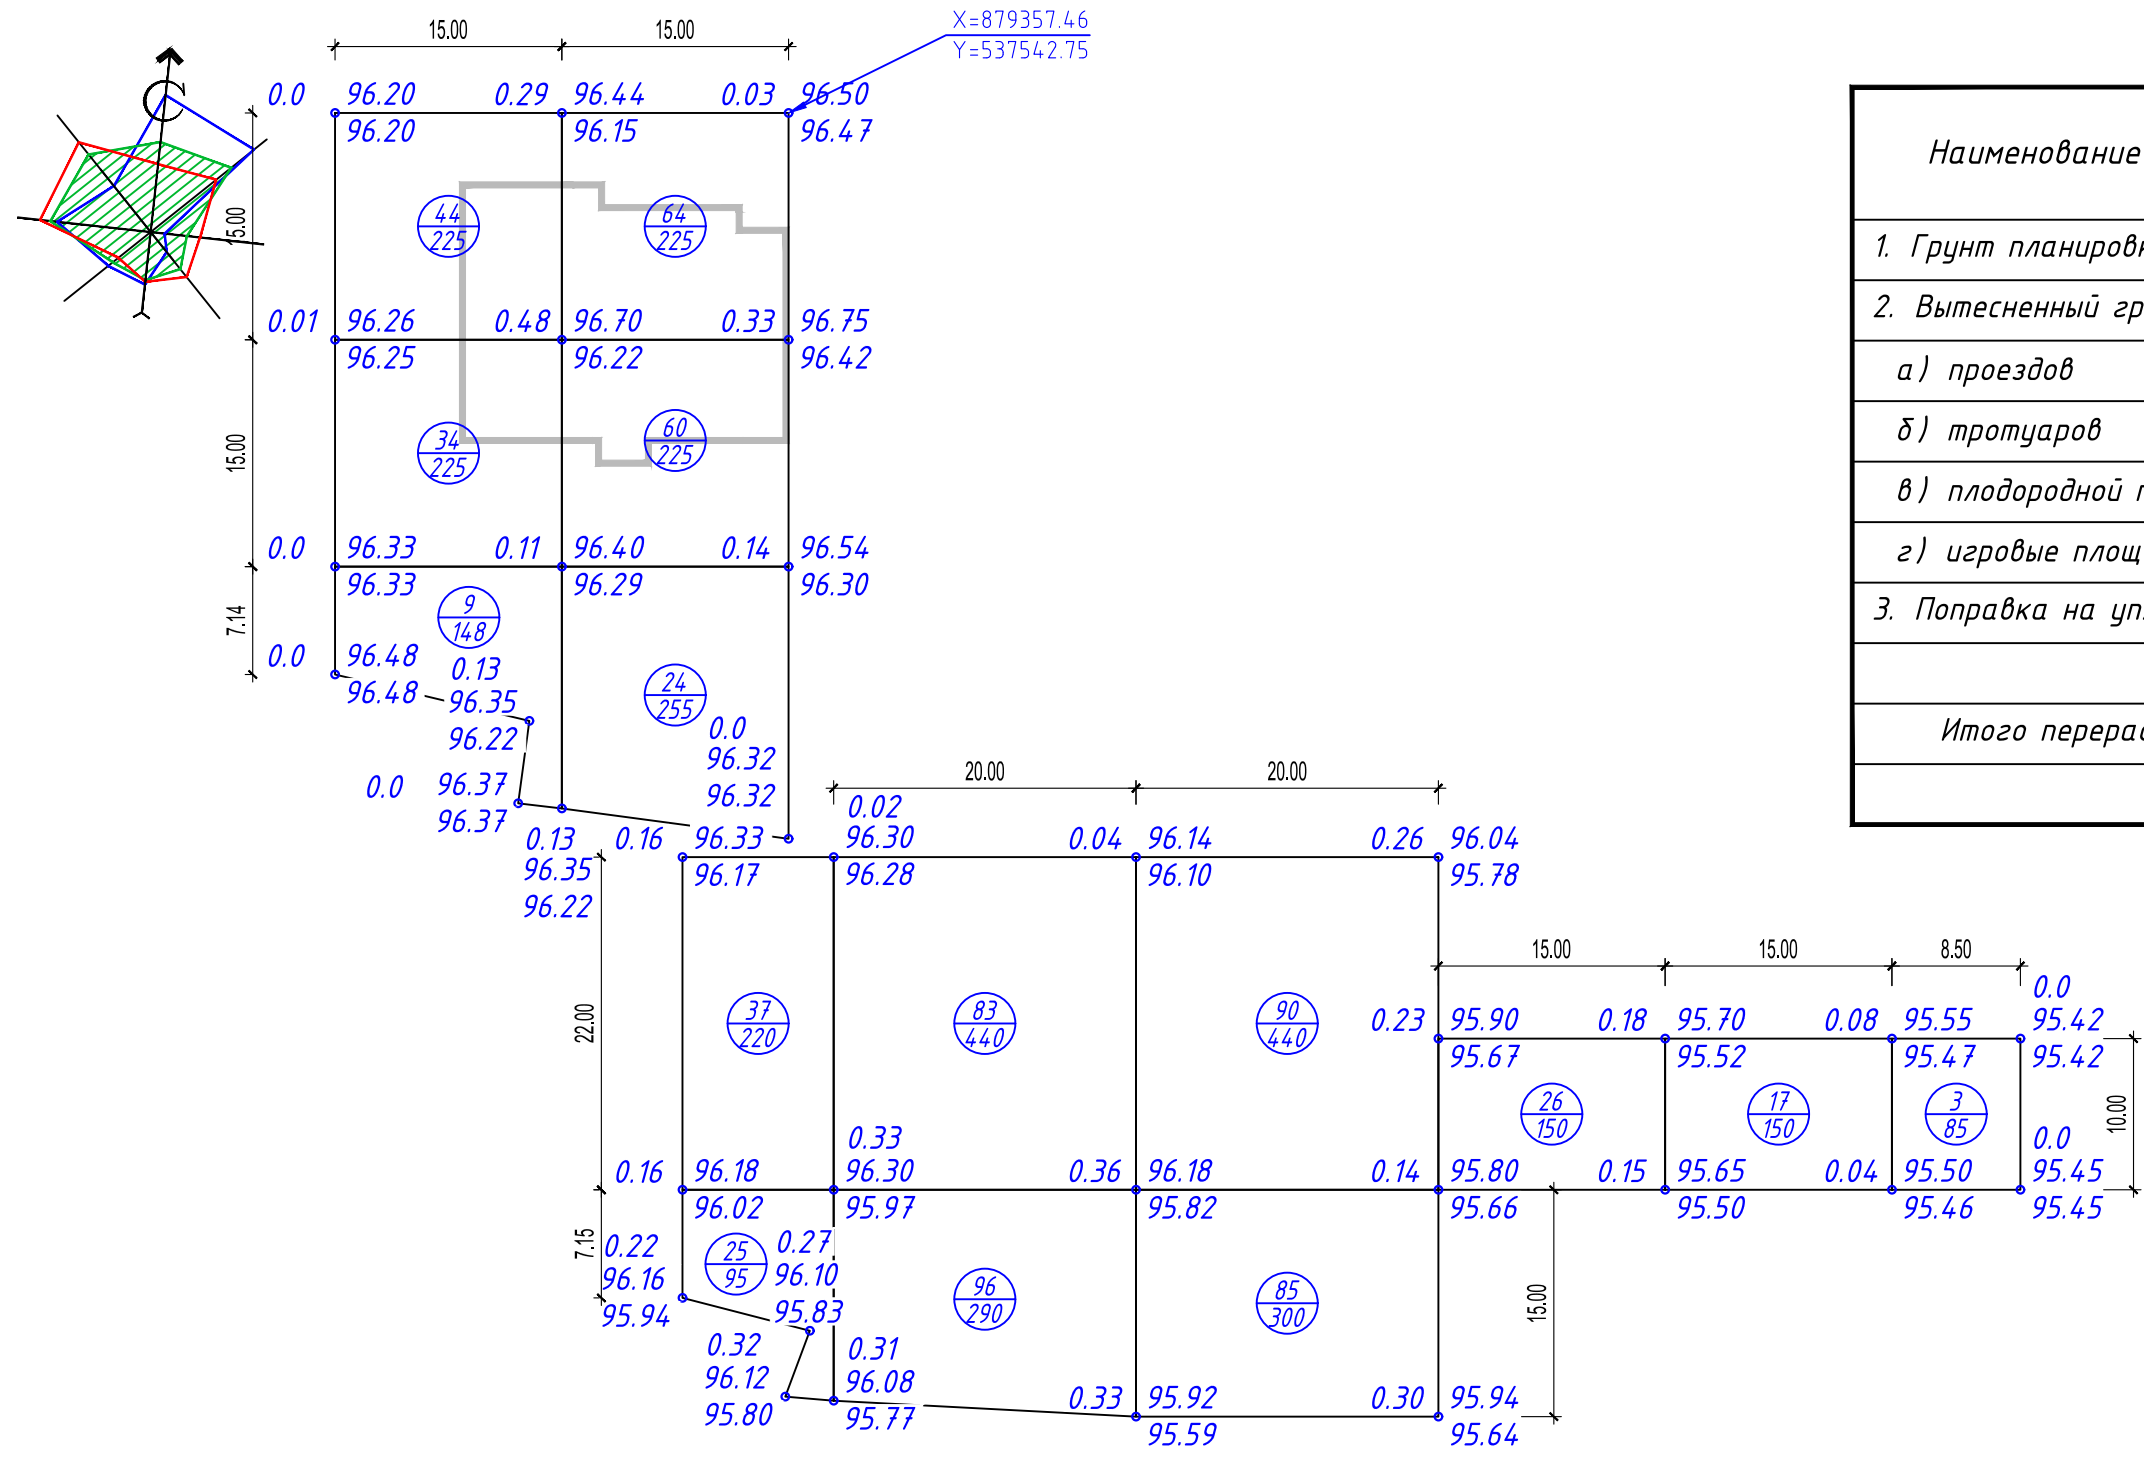 15.00 15.00
X=879357.46
Y=537542.75
0.0 96.20 0.29 96.44 0.03 96.50
96.20 96.15 96.47
15.00
44 64
225 225
0.01 96.26 0.48 96.70 0.33 96.75
96.25 96.22 96.42
15.00
34 60
225 225
0.0 96.33 0.11 96.40 0.14 96.54
96.33 96.29 96.30
7.14
9
148
0.0 96.48 0.13
96.48 96.35
96.22
24
255
0.0
96.32
96.32
0.0 96.37
96.37
20.00 20.00
0.13 0.16 96.33 0.02
96.35 96.17 96.30 0.04 96.14 0.26 96.04
96.22 96.28 96.10 95.78
22.00
37 83 90
220 440 440
15.00 15.00 8.50
0.23 95.90 0.18 95.70 0.08 95.55 0.0
95.67 95.52 95.47 95.42
95.42
26 17 3
150 150 85
10.00
0.33 0.0
0.16 96.18 96.30 0.36 96.18 0.14 95.80 0.15 95.65 0.04 95.50 95.45
96.02 95.97 95.82 95.66 95.50 95.46 95.45
7.15
0.22 25 0.27
96.16 95 96.10
95.94 95.83
96 85
290 300
15.00
0.32 0.31
96.12 96.08 0.33 95.92 0.30 95.94
95.80 95.77 95.59 95.64
Наименование
1. Грунт планировк
2. Вытесненный гр
а) проездов
б) тротуаров
в) плодородной п
г) игровые площ
3. Поправка на уп
Итого перера